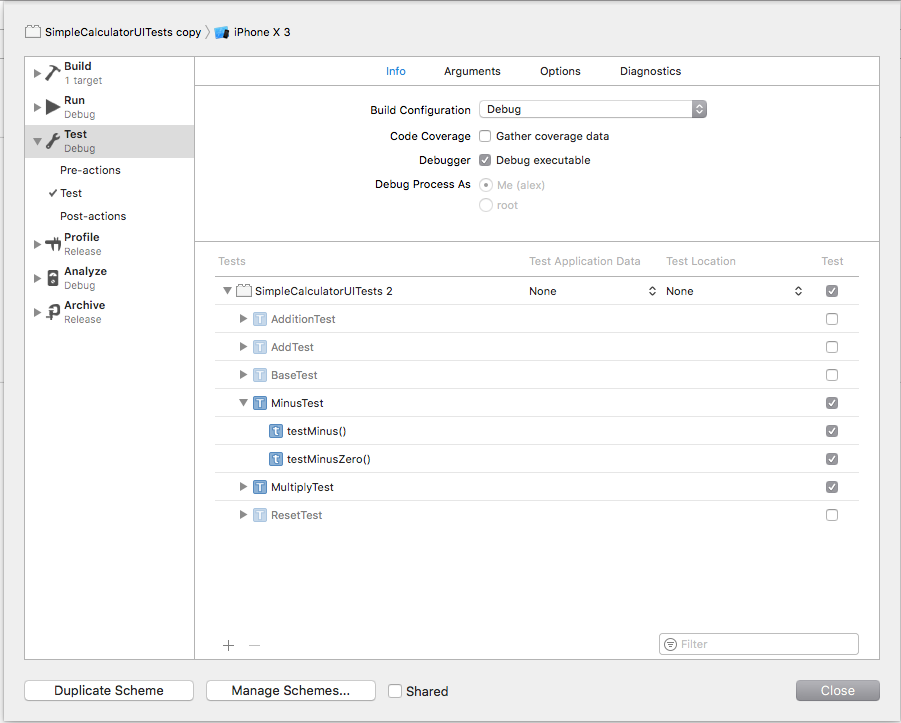 SimpleCalculatorUITests copy iPhone X 3
Build
1 target
Run
Debug
Test
Debug
Pre-actions
Test
Post-actions
Profile
Release
Analyze
Debug
Archive
Release
Info Arguments Options Diagnostics
Build Configuration Debug
Code Coverage Gather coverage data
Debugger Debug executable
Debug Process As Me (alex)
root
Tests Test Application Data Test Location Test
SimpleCalculatorUITests 2 None None
T AdditionTest
T AddTest
T BaseTest
T MinusTest
t testMinus()
t testMinusZero()
T MultiplyTest
T ResetTest
Filter
Duplicate Scheme Manage Schemes... Shared Close